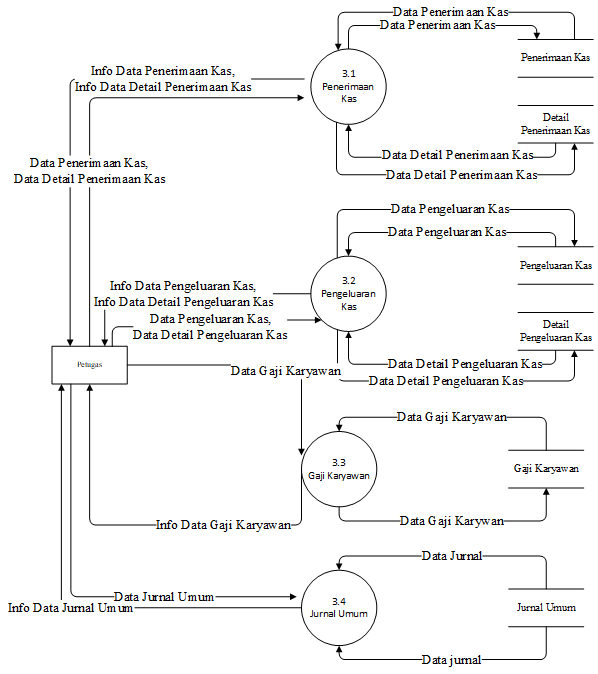 Data Penerimaan Kas
Data Penerimaan Kas
3.1
Penerimaan
Kas
Penerimaan Kas
Info Data Penerimaan Kas,
Info Data Detail Penerimaan Kas
Detail
Penerimaan Kas
Data Detail Penerimaan Kas
Data Detail Penerimaan Kas
Data Penerimaan Kas,
Data Detail Penerimaan Kas
Data Pengeluaran Kas
Data Pengeluaran Kas
3.2
Pengeluaran
Kas
Pengeluaran Kas
Info Data Pengeluaran Kas,
Info Data Detail Pengeluaran Kas
Data Pengeluaran Kas,
Data Detail Pengeluaran Kas
Detail
Pengeluaran Kas
Data Detail Pengeluaran Kas
Data Detail Pengeluaran Kas
Petugas
Data Gaji Karyawan
Data Gaji Karyawan
3.3
Gaji Karyawan
Gaji Karyawan
Info Data Gaji Karyawan
Data Gaji Karywan
Data Jurnal
Data Jurnal Umum
Info Data Jurnal Umum
3.4
Jurnal Umum
Jurnal Umum
Data jurnal